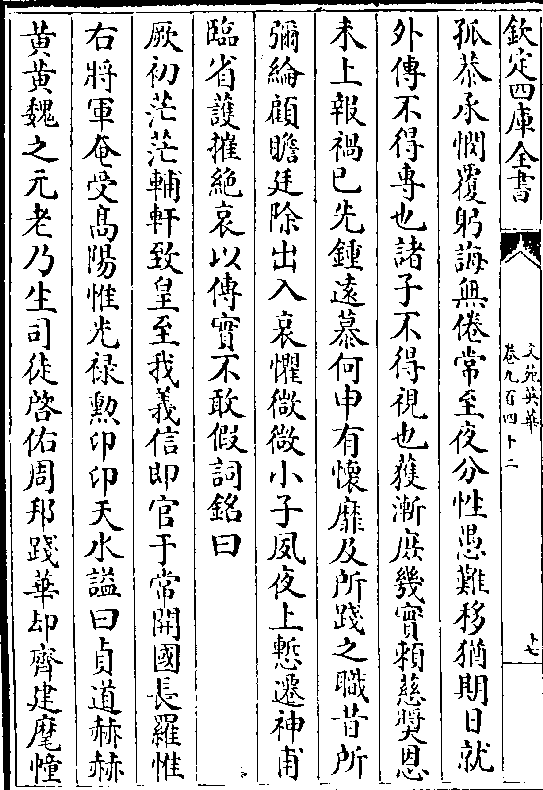 欽定四庫全書
文苑英華
卷九百四十二
十七
孤恭承憫覆躬誨無倦常至夜分性愚難移猶期日就
外傳不得專也諸子不得視也獲漸庶幾實賴慈奬恩
未上報禍已先鍾遠慕何申有懷靡及所踐之職昔所
彌綸顧瞻廷除出入哀懼微微小子夙夜上慙遷神甫
臨省護摧絶哀以傳實不敢假詞銘曰
厥初茫茫輔軒致皇至我義信即官于常開國長羅惟
右將軍奄受髙陽惟光禄勲卬卬天水謚曰貞道赫赫
黄黄魏之元老乃生司徒啓佑周邦踐華却齊建麾幢